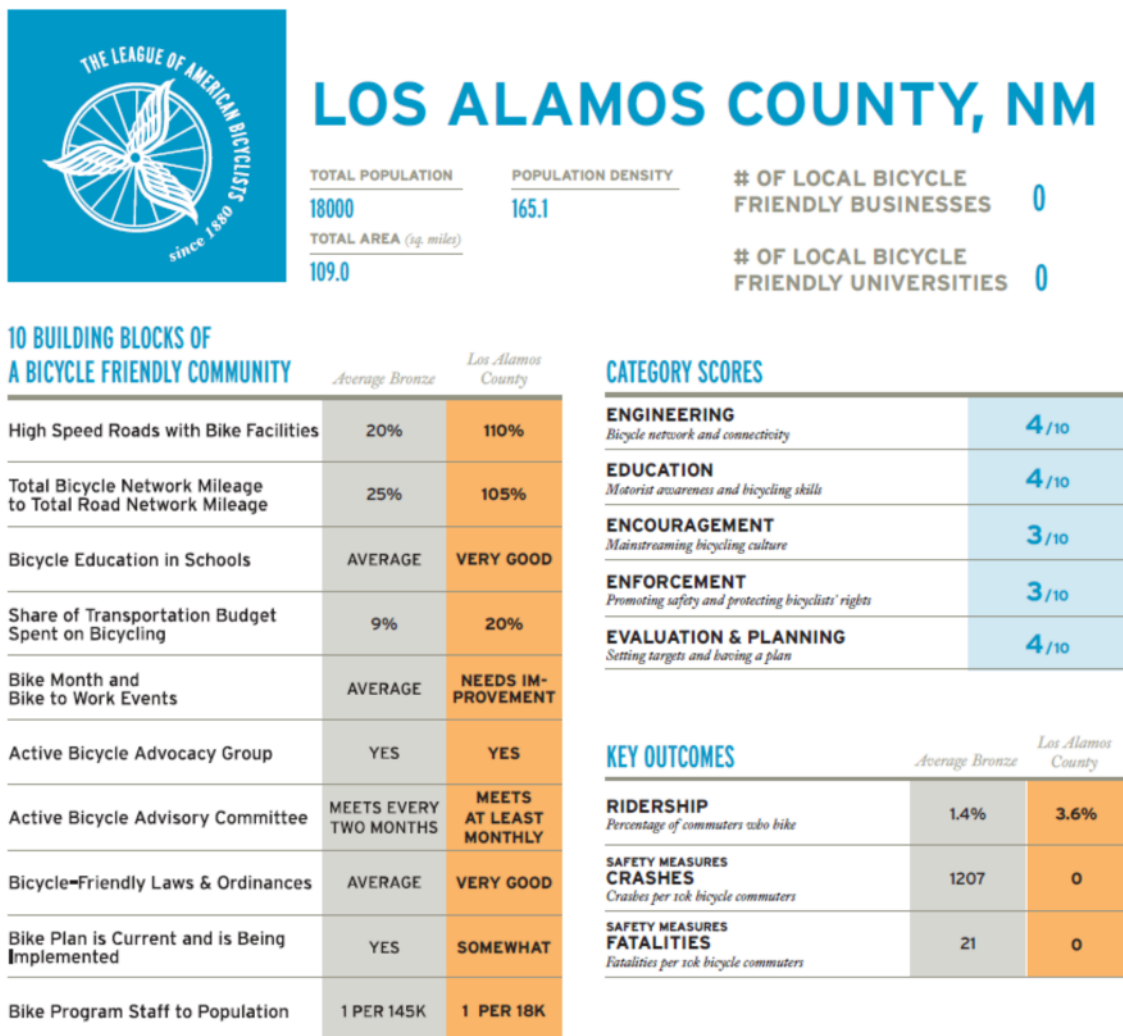 THE LEAGUE OF AMERICAN BICYCLISTS
since 1880
LOS ALAMOS COUNTY, NM
TOTAL POPULATION
18000
TOTAL AREA (sq. miles)
109.0
POPULATION DENSITY
165.1
# OF LOCAL BICYCLE
FRIENDLY BUSINESSES 0
# OF LOCAL BICYCLE
FRIENDLY UNIVERSITIES 0
10 BUILDING BLOCKS OF
A BICYCLE FRIENDLY COMMUNITY
Average Bronze
Los Alamos
County
High Speed Roads with Bike Facilities 20% 110%
Total Bicycle Network Mileage
to Total Road Network Mileage
25% 105%
Bicycle Education in Schools AVERAGE VERY GOOD
Share of Transportation Budget
Spent on Bicycling
9% 20%
Bike Month and
Bike to Work Events
AVERAGE
NEEDS IM-
PROVEMENT
Active Bicycle Advocacy Group YES YES
Active Bicycle Advisory Committee
MEETS EVERY
TWO MONTHS
MEETS
AT LEAST
MONTHLY
Bicycle-Friendly Laws & Ordinances AVERAGE VERY GOOD
Bike Plan is Current and is Being
Implemented
YES SOMEWHAT
Bike Program Staff to Population 1 PER 145K 1 PER 18K
CATEGORY SCORES
ENGINEERING
Bicycle network and connectivity
4/10
EDUCATION
Motorist awareness and bicycling skills
4/10
ENCOURAGEMENT
Mainstreaming bicycling culture
3/10
ENFORCEMENT
Promoting safety and protecting bicyclists' rights
3/10
EVALUATION & PLANNING
Setting targets and having a plan
4/10
KEY OUTCOMES
Average Bronze
Los Alamos
County
RIDERSHIP
Percentage of commuters who bike
1.4% 3.6%
SAFETY MEASURES
CRASHES
Crashes per 10k bicycle commuters
1207 0
SAFETY MEASURES
FATALITIES
Fatalities per 10k bicycle commuters
21 0